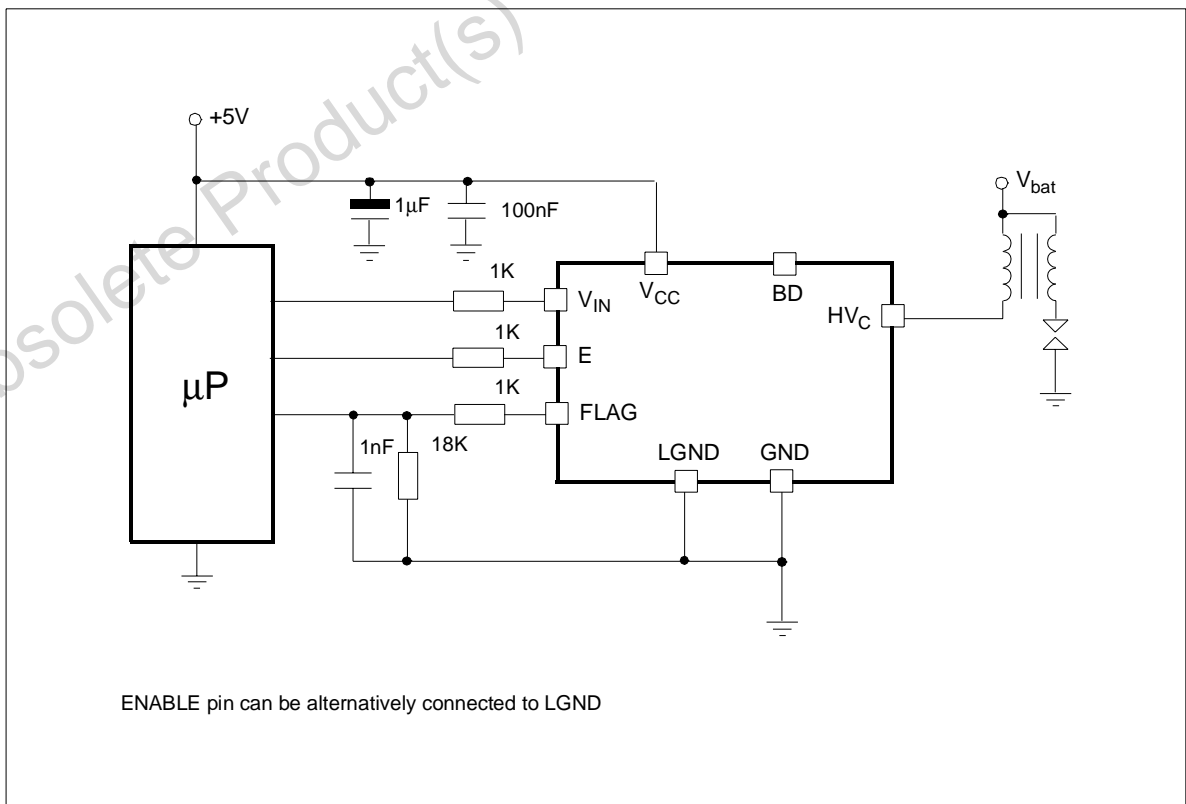 Obsolete Product(s)
+5V
1μF
100nF
V_bat
1K
V_IN
V_CC
BD
HV_C
1K
E
1K
FLAG
μP
1nF
18K
LGND
GND
ENABLE pin can be alternatively connected to LGND